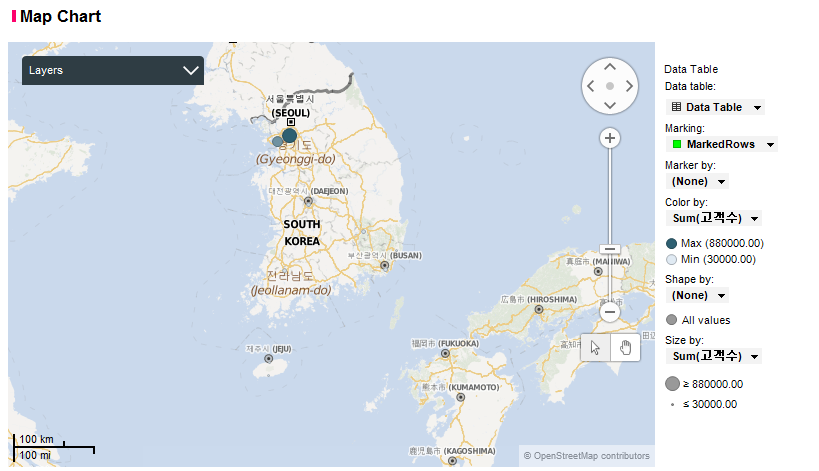 Map Chart
Layers
서울특별시
(SEOUL)
경기도
(Gyeonggi-do)
대전광역시 (DAEJEON)
SOUTH
KOREA
부산광역시 (BUSAN)
전라남도
(Jeollanam-do)
제주시 (JEJU)
福岡市 (FUKUOKA)
熊本市 (KUMAMOTO)
鹿児島市 (KAGOSHIMA)
広島市 (HIROSHIMA)
高知市
100 km
100 mi
© OpenStreetMap contributors
Data Table
Data table:
Data Table
Marking:
MarkedRows
Marker by:
(None)
Color by:
Sum(고객수)
Max (880000.00)
Min (30000.00)
Shape by:
(None)
All values
Size by:
Sum(고객수)
≥ 880000.00
≤ 30000.00